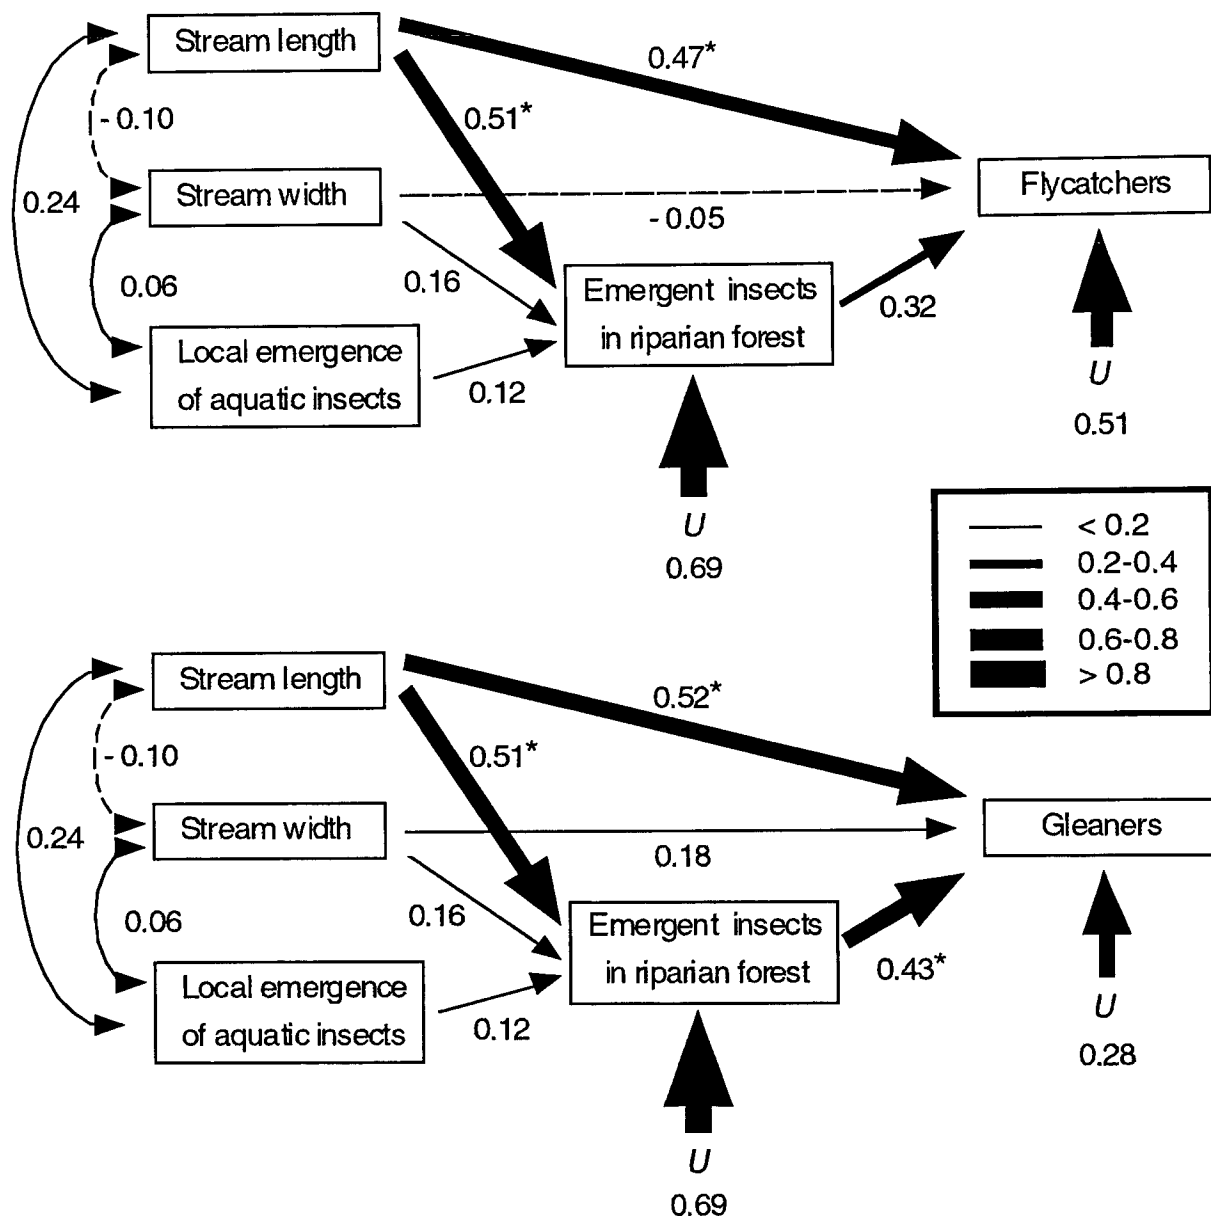 Stream length
0.47*
- 0.10
0.51*
Stream width
Flycatchers
0.24
- 0.05
0.06
0.16
Emergent insects
in riparian forest
0.32
Local emergence
of aquatic insects
0.12
U
0.51
U
0.69
< 0.2
0.2-0.4
0.4-0.6
0.6-0.8
> 0.8
Stream length
0.52*
- 0.10
0.51*
Stream width
Gleaners
0.24
0.18
0.06
0.16
Emergent insects
in riparian forest
0.43*
Local emergence
of aquatic insects
0.12
U
0.28
U
0.69